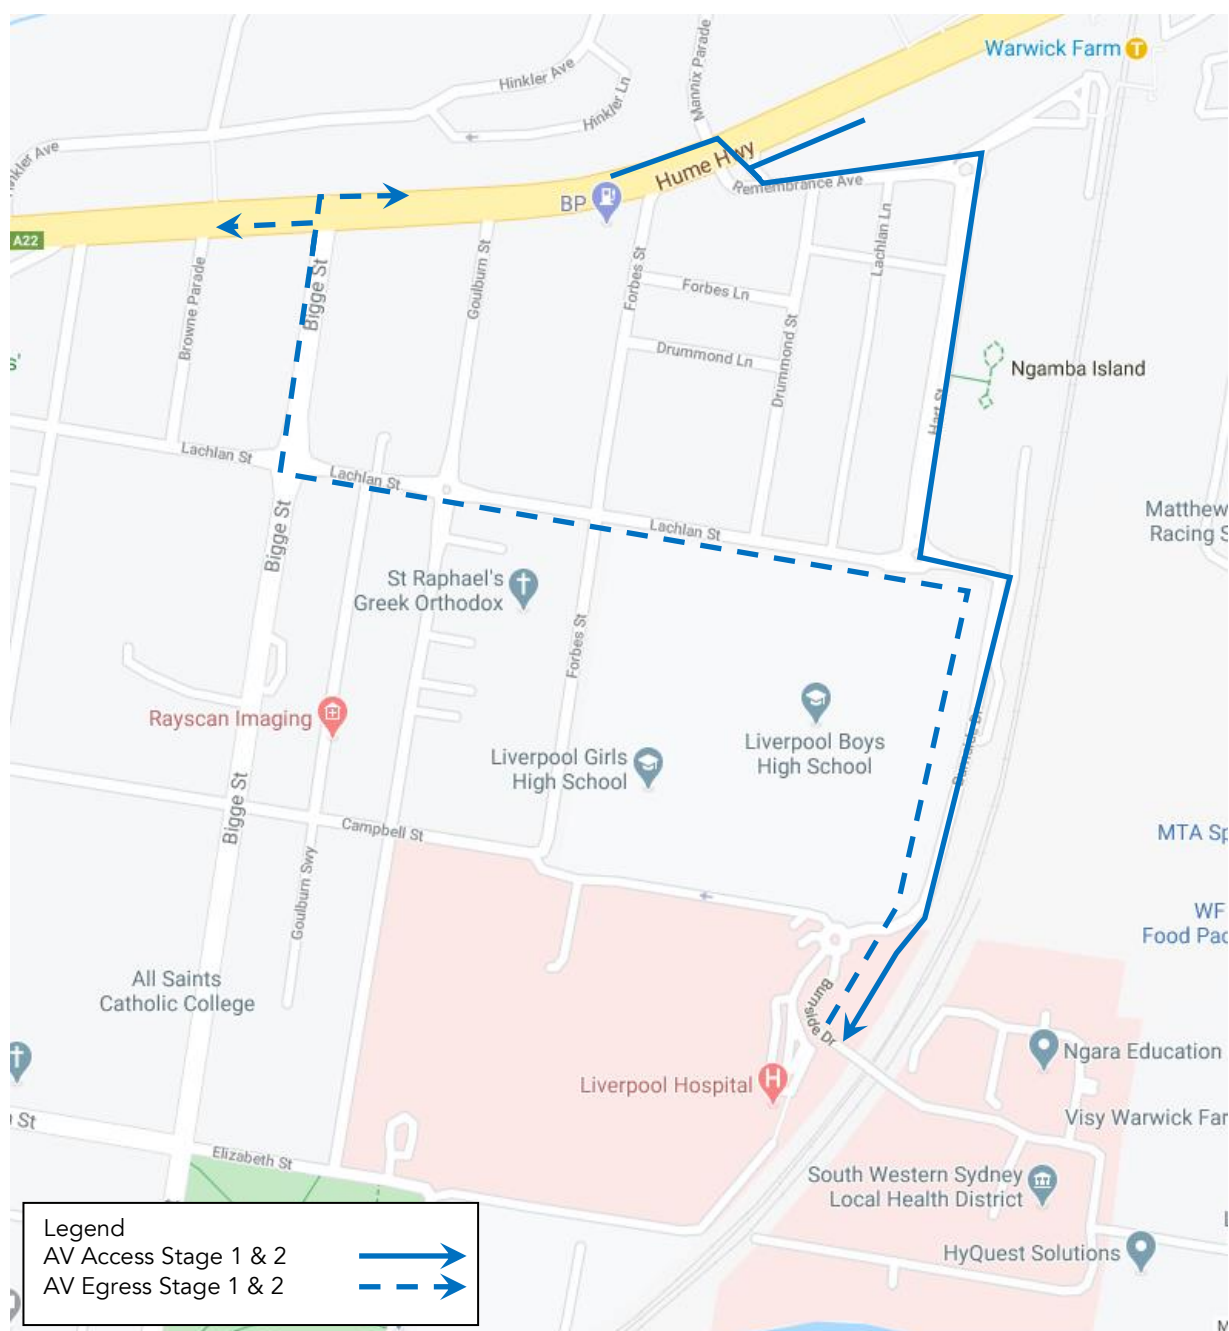 Warwick Farm
T
Hinkler Ave
Hinkler Ln
Mannix Parade
Hume Hwy
Remembrance Ave
BP
A22
Bigge St
Goulburn St
Browne Parade
Forbes St
Forbes Ln
Drummond Ln
Drummond St
Lachlan Ln
Hart St
Ngamba Island
Lachlan St
Lachlan St
Lachlan St
Bigge St
Matthew
Racing S
St Raphael's
Greek Orthodox
Forbes St
Rayscan Imaging
Liverpool Girls
High School
Liverpool Boys
High School
Burnside Dr
Bigge St
Campbell St
Goulburn Swy
MTA Sp
WF
Food Pac
All Saints
Catholic College
Burnside Dr
Liverpool Hospital
H
Ngara Education
Visy Warwick Far
St
Elizabeth St
South Western Sydney
Local Health District
HyQuest Solutions
Legend
AV Access Stage 1 & 2
AV Egress Stage 1 & 2